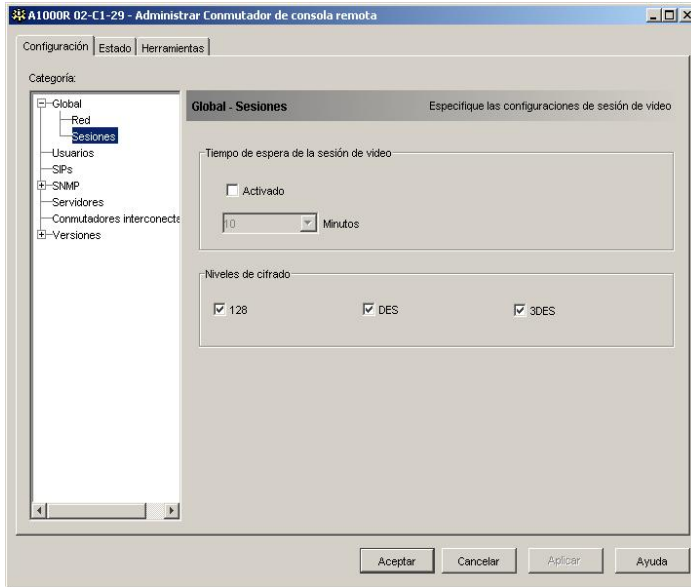 A1000R 02-C1-29 - Administrar Conmutador de consola remota
Configuración Estado Herramientas
Categoría:
Global
Red
Sesiones
Usuarios
SIPs
SNMP
Servidores
Conmutadores interconecta
Versiones
Global - Sesiones Especifique las configuraciones de sesión de video
Tiempo de espera de la sesión de video
Activado
10 Minutos
Niveles de cifrado
128 DES 3DES
Aceptar Cancelar Aplicar Ayuda